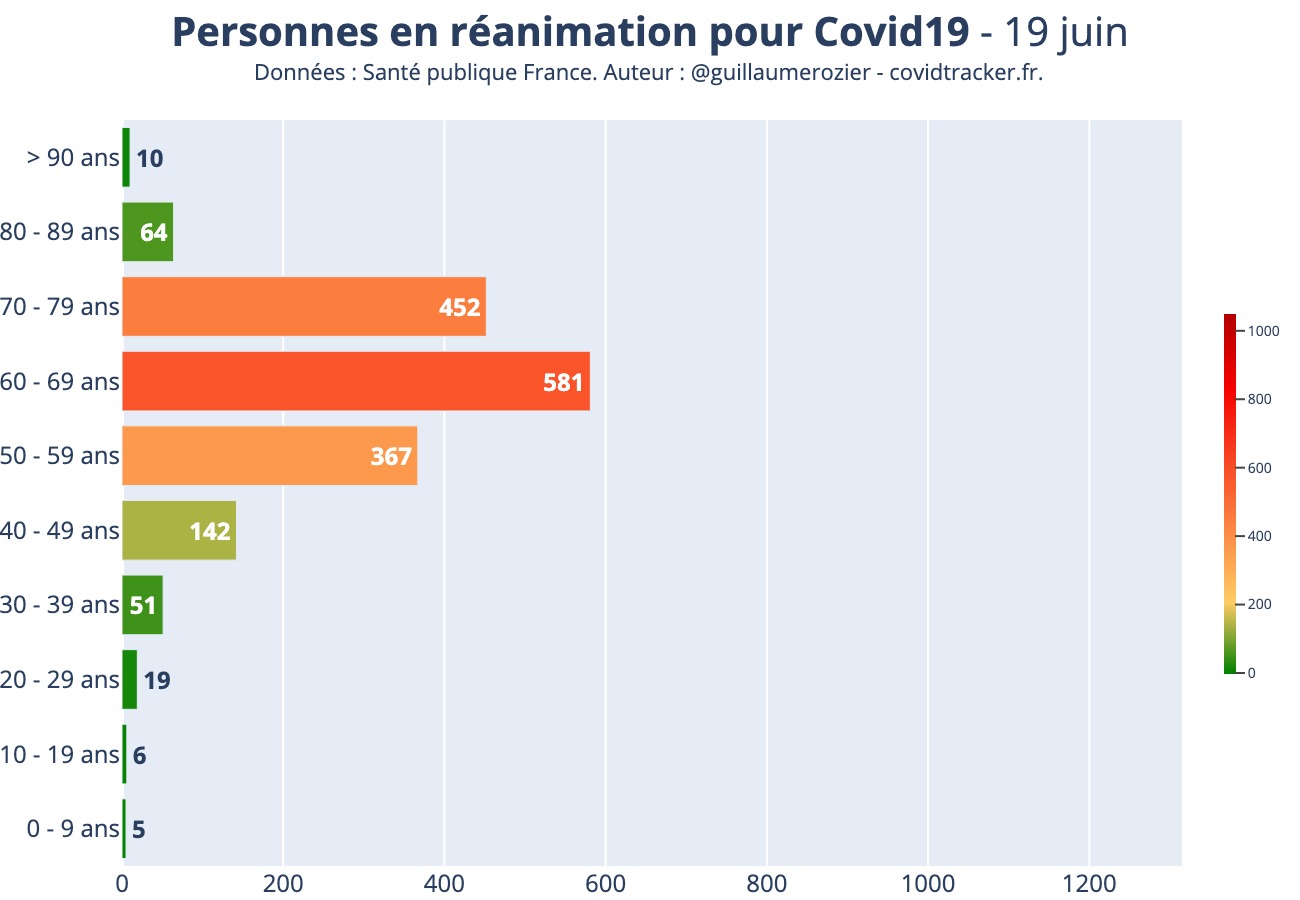 Personnes en réanimation pour Covid19 - 19 juin
Données : Santé publique France. Auteur : @guillaumerozier - covidtracker.fr.
> 90 ans 10
80 - 89 ans 64
70 - 79 ans 452
60 - 69 ans 581
50 - 59 ans 367
40 - 49 ans 142
30 - 39 ans 51
20 - 29 ans 19
10 - 19 ans 6
0 - 9 ans 5
0 200 400 600 800 1000 1200
1000
800
600
400
200
0